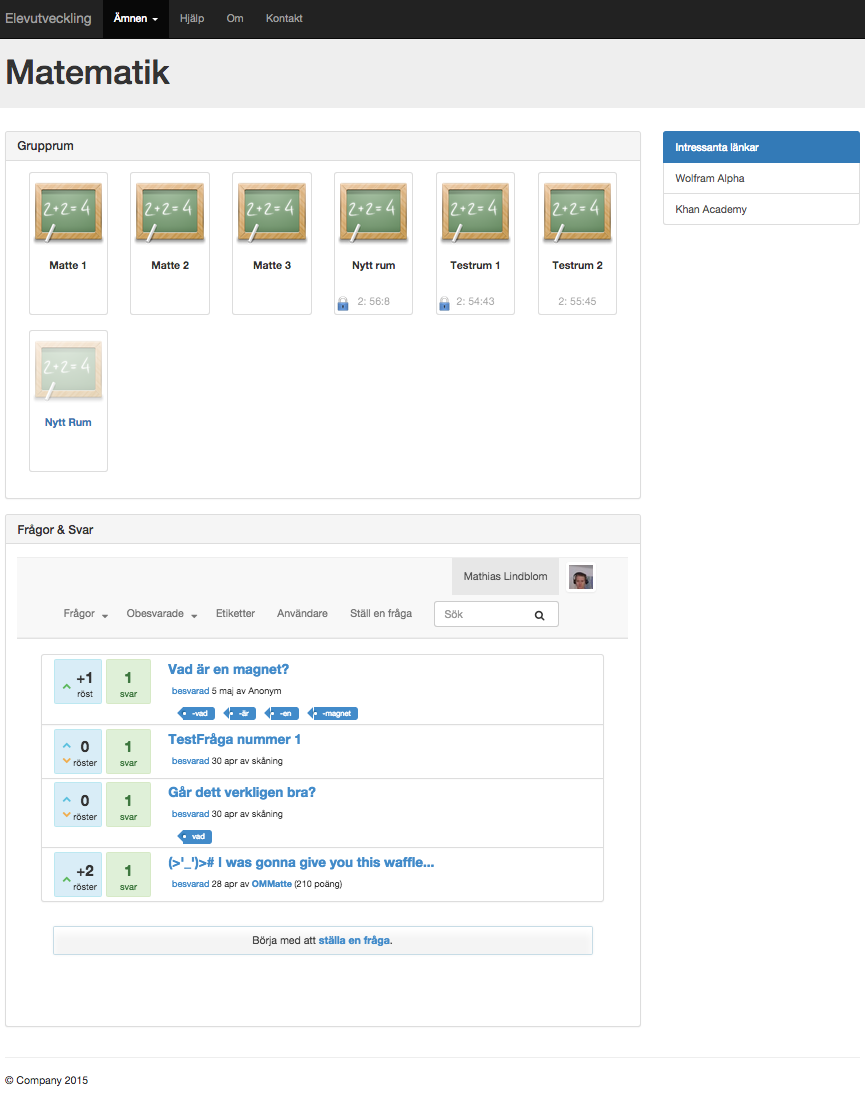 Elevutveckling Ämnen Hjälp Om Kontakt
Matematik
Grupprum
2+2=4 2+2=4 2+2=4 2+2=4 2+2=4 2+2=4
Matte 1 Matte 2 Matte 3 Nytt rum Testrum 1 Testrum 2
2: 56:8 2: 54:43 2: 55:45
2+2=4
Nytt Rum
Intressanta länkar
Wolfram Alpha
Khan Academy
Frågor & Svar
Mathias Lindblom
Frågor Obesvarade Etiketter Användare Ställ en fråga Sök
+1 röst 1 svar
Vad är en magnet?
besvarad 5 maj av Anonym
-vad -är -en -magnet
0 röster 1 svar
TestFråga nummer 1
besvarad 30 apr av skåning
0 röster 1 svar
Går dett verkligen bra?
besvarad 30 apr av skåning
vad
+2 röster 1 svar
(>'_')># I was gonna give you this waffle...
besvarad 28 apr av OMMatte (210 poäng)
Börja med att ställa en fråga.
© Company 2015